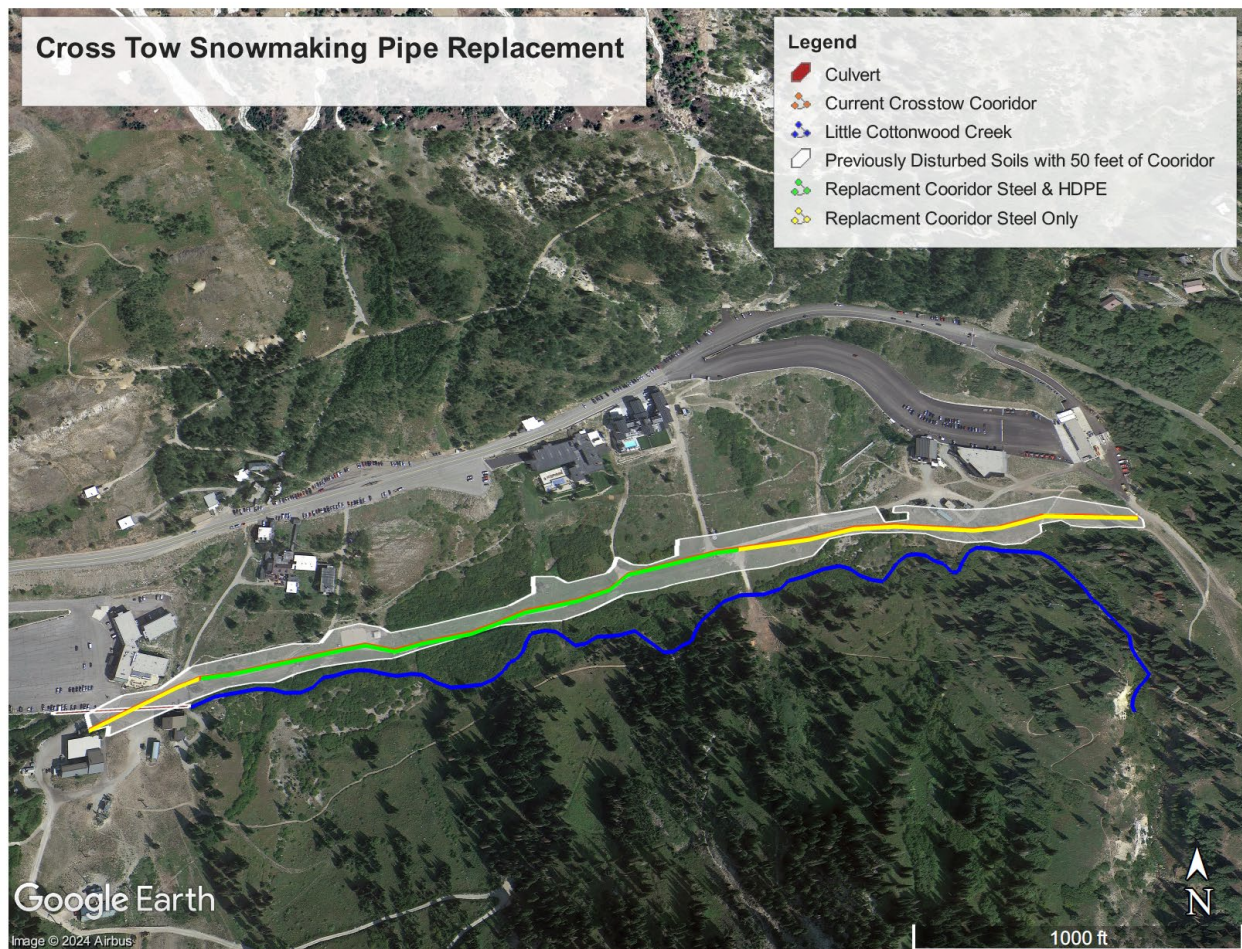 Cross Tow Snowmaking Pipe Replacement
Legend
Culvert
Current Crosstow Cooridor
Little Cottonwood Creek
Previously Disturbed Soils with 50 feet of Cooridor
Replacment Cooridor Steel & HDPE
Replacment Cooridor Steel Only
N
Google Earth
Image © 2024 Airbus
1000 ft